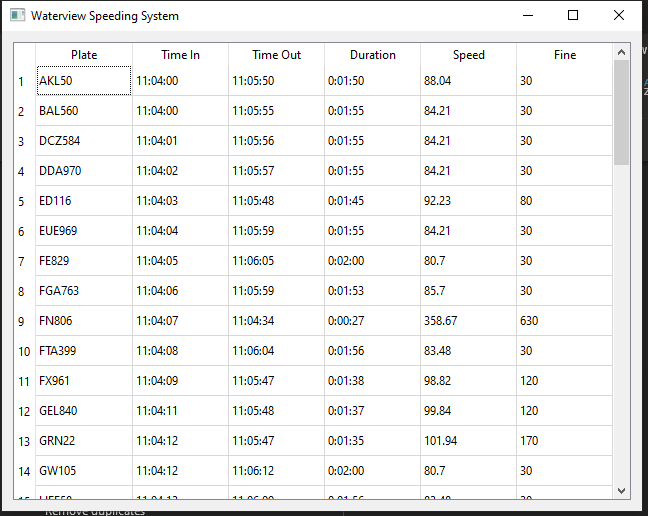 Waterview Speeding System
Plate Time In Time Out Duration Speed Fine
1 AKL50 11:04:00 11:05:50 0:01:50 88.04 30
2 BAL560 11:04:00 11:05:55 0:01:55 84.21 30
3 DCZ584 11:04:01 11:05:56 0:01:55 84.21 30
4 DDA970 11:04:02 11:05:57 0:01:55 84.21 30
5 ED116 11:04:03 11:05:48 0:01:45 92.23 80
6 EUE969 11:04:04 11:05:59 0:01:55 84.21 30
7 FE829 11:04:05 11:06:05 0:02:00 80.7 30
8 FGA763 11:04:06 11:05:59 0:01:53 85.7 30
9 FN806 11:04:07 11:04:34 0:00:27 358.67 630
10 FTA399 11:04:08 11:06:04 0:01:56 83.48 30
11 FX961 11:04:09 11:05:47 0:01:38 98.82 120
12 GEL840 11:04:11 11:05:48 0:01:37 99.84 120
13 GRN22 11:04:12 11:05:47 0:01:35 101.94 170
14 GW105 11:04:12 11:06:12 0:02:00 80.7 30
Remove duplicates